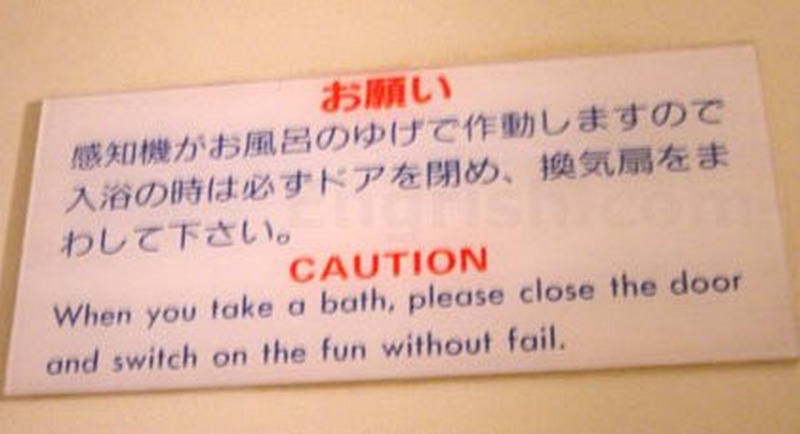 お願い
感知機がお風呂のゆげで作動しますので
入浴の時は必ずドアを閉め、換気扇をま
わして下さい。
CAUTION
When you take a bath, please close the door
and switch on the fun without fail.
Engrish.com